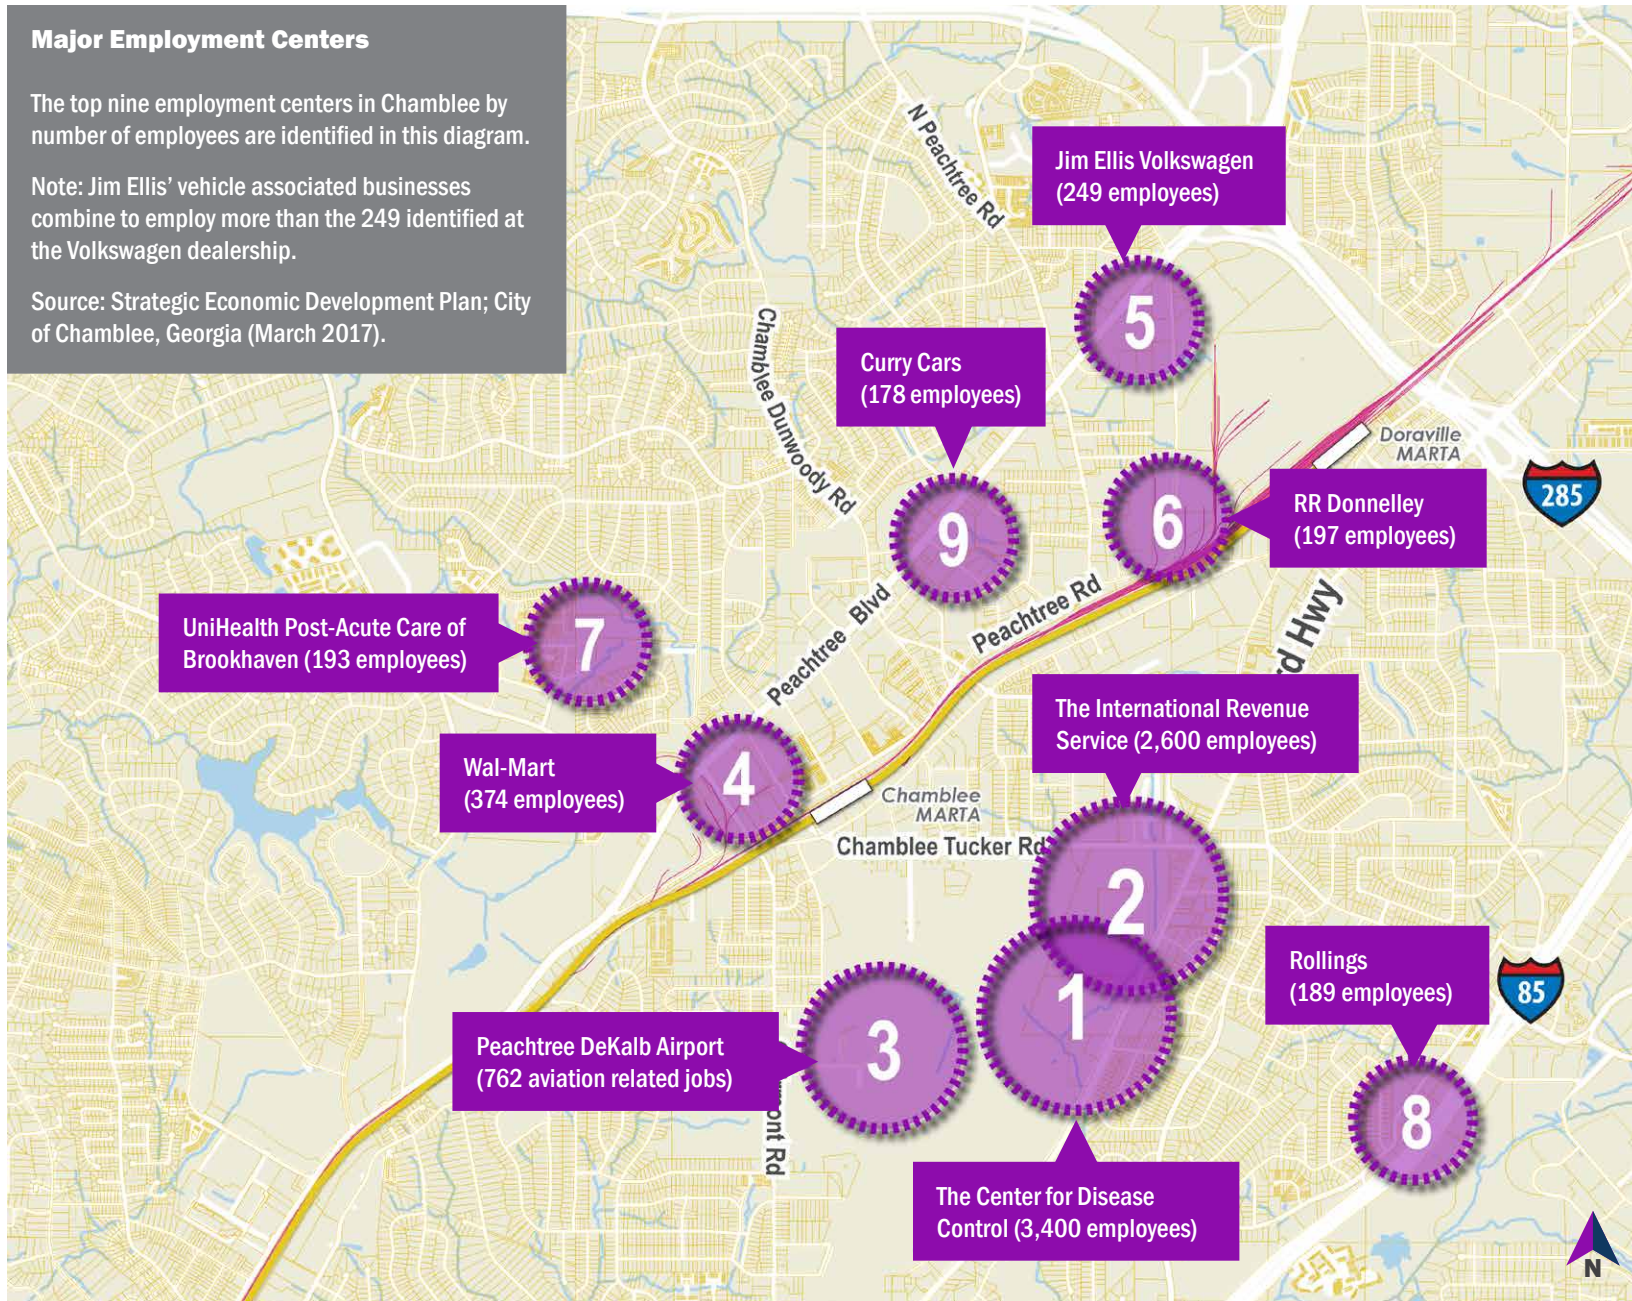 Major Employment Centers
The top nine employment centers in Chamblee by
number of employees are identified in this diagram.
Note: Jim Ellis’ vehicle associated businesses
combine to employ more than the 249 identified at
the Volkswagen dealership.
Source: Strategic Economic Development Plan; City
of Chamblee, Georgia (March 2017).
N Peachtree Rd
Jim Ellis Volkswagen
(249 employees)
5
Chamblee Dunwoody Rd
Curry Cars
(178 employees)
9
Doraville
MARTA
285
6
RR Donnelley
(197 employees)
Peachtree Rd
Peachtree Blvd
rd Hwy
UniHealth Post-Acute Care of
Brookhaven (193 employees)
7
The International Revenue
Service (2,600 employees)
Wal-Mart
(374 employees)
4
Chamblee
MARTA
Chamblee Tucker Rd
2
1
Rollings
(189 employees)
85
8
Peachtree DeKalb Airport
(762 aviation related jobs)
3
ont Rd
The Center for Disease
Control (3,400 employees)
N